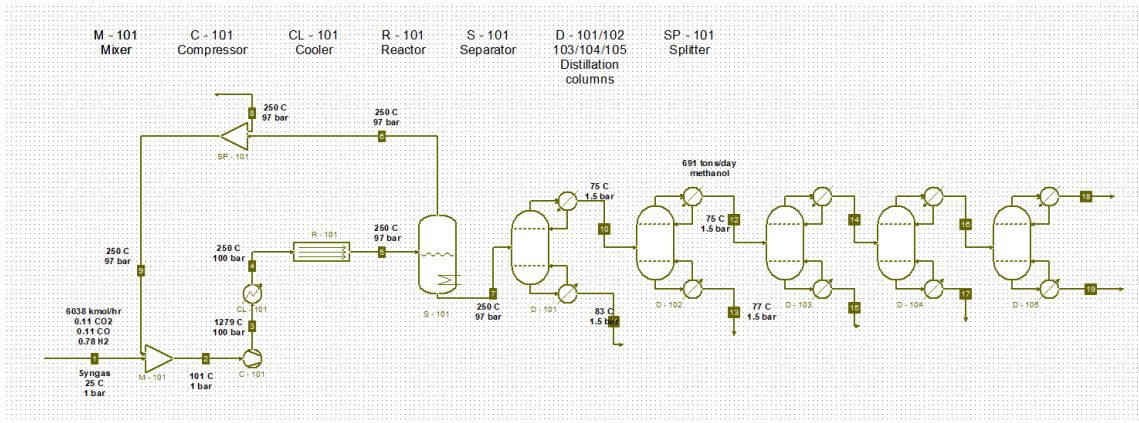 M - 101
Mixer
C - 101
Compressor
CL - 101
Cooler
R - 101
Reactor
S - 101
Separator
D - 101/102
103/104/105
Distillation
columns
SP - 101
Splitter
8
250 C
97 bar
SP - 101
250 C
97 bar
6
250 C
97 bar
9
6038 kmol/hr
0.11 CO2
0.11 CO
0.78 H2
1
Syngas
25 C
1 bar
M - 101
2
101 C
1 bar
C - 101
1279 C
100 bar
3
CL - 101
4
250 C
100 bar
R - 101
250 C
97 bar
5
S - 101
7
250 C
97 bar
D - 101
75 C
1.5 bar
10
83 C
1.5 bar
691 tons/day
methanol
12
75 C
1.5 bar
D - 102
13
77 C
1.5 bar
D - 103
14
15
D - 104
16
17
D - 105
18
19